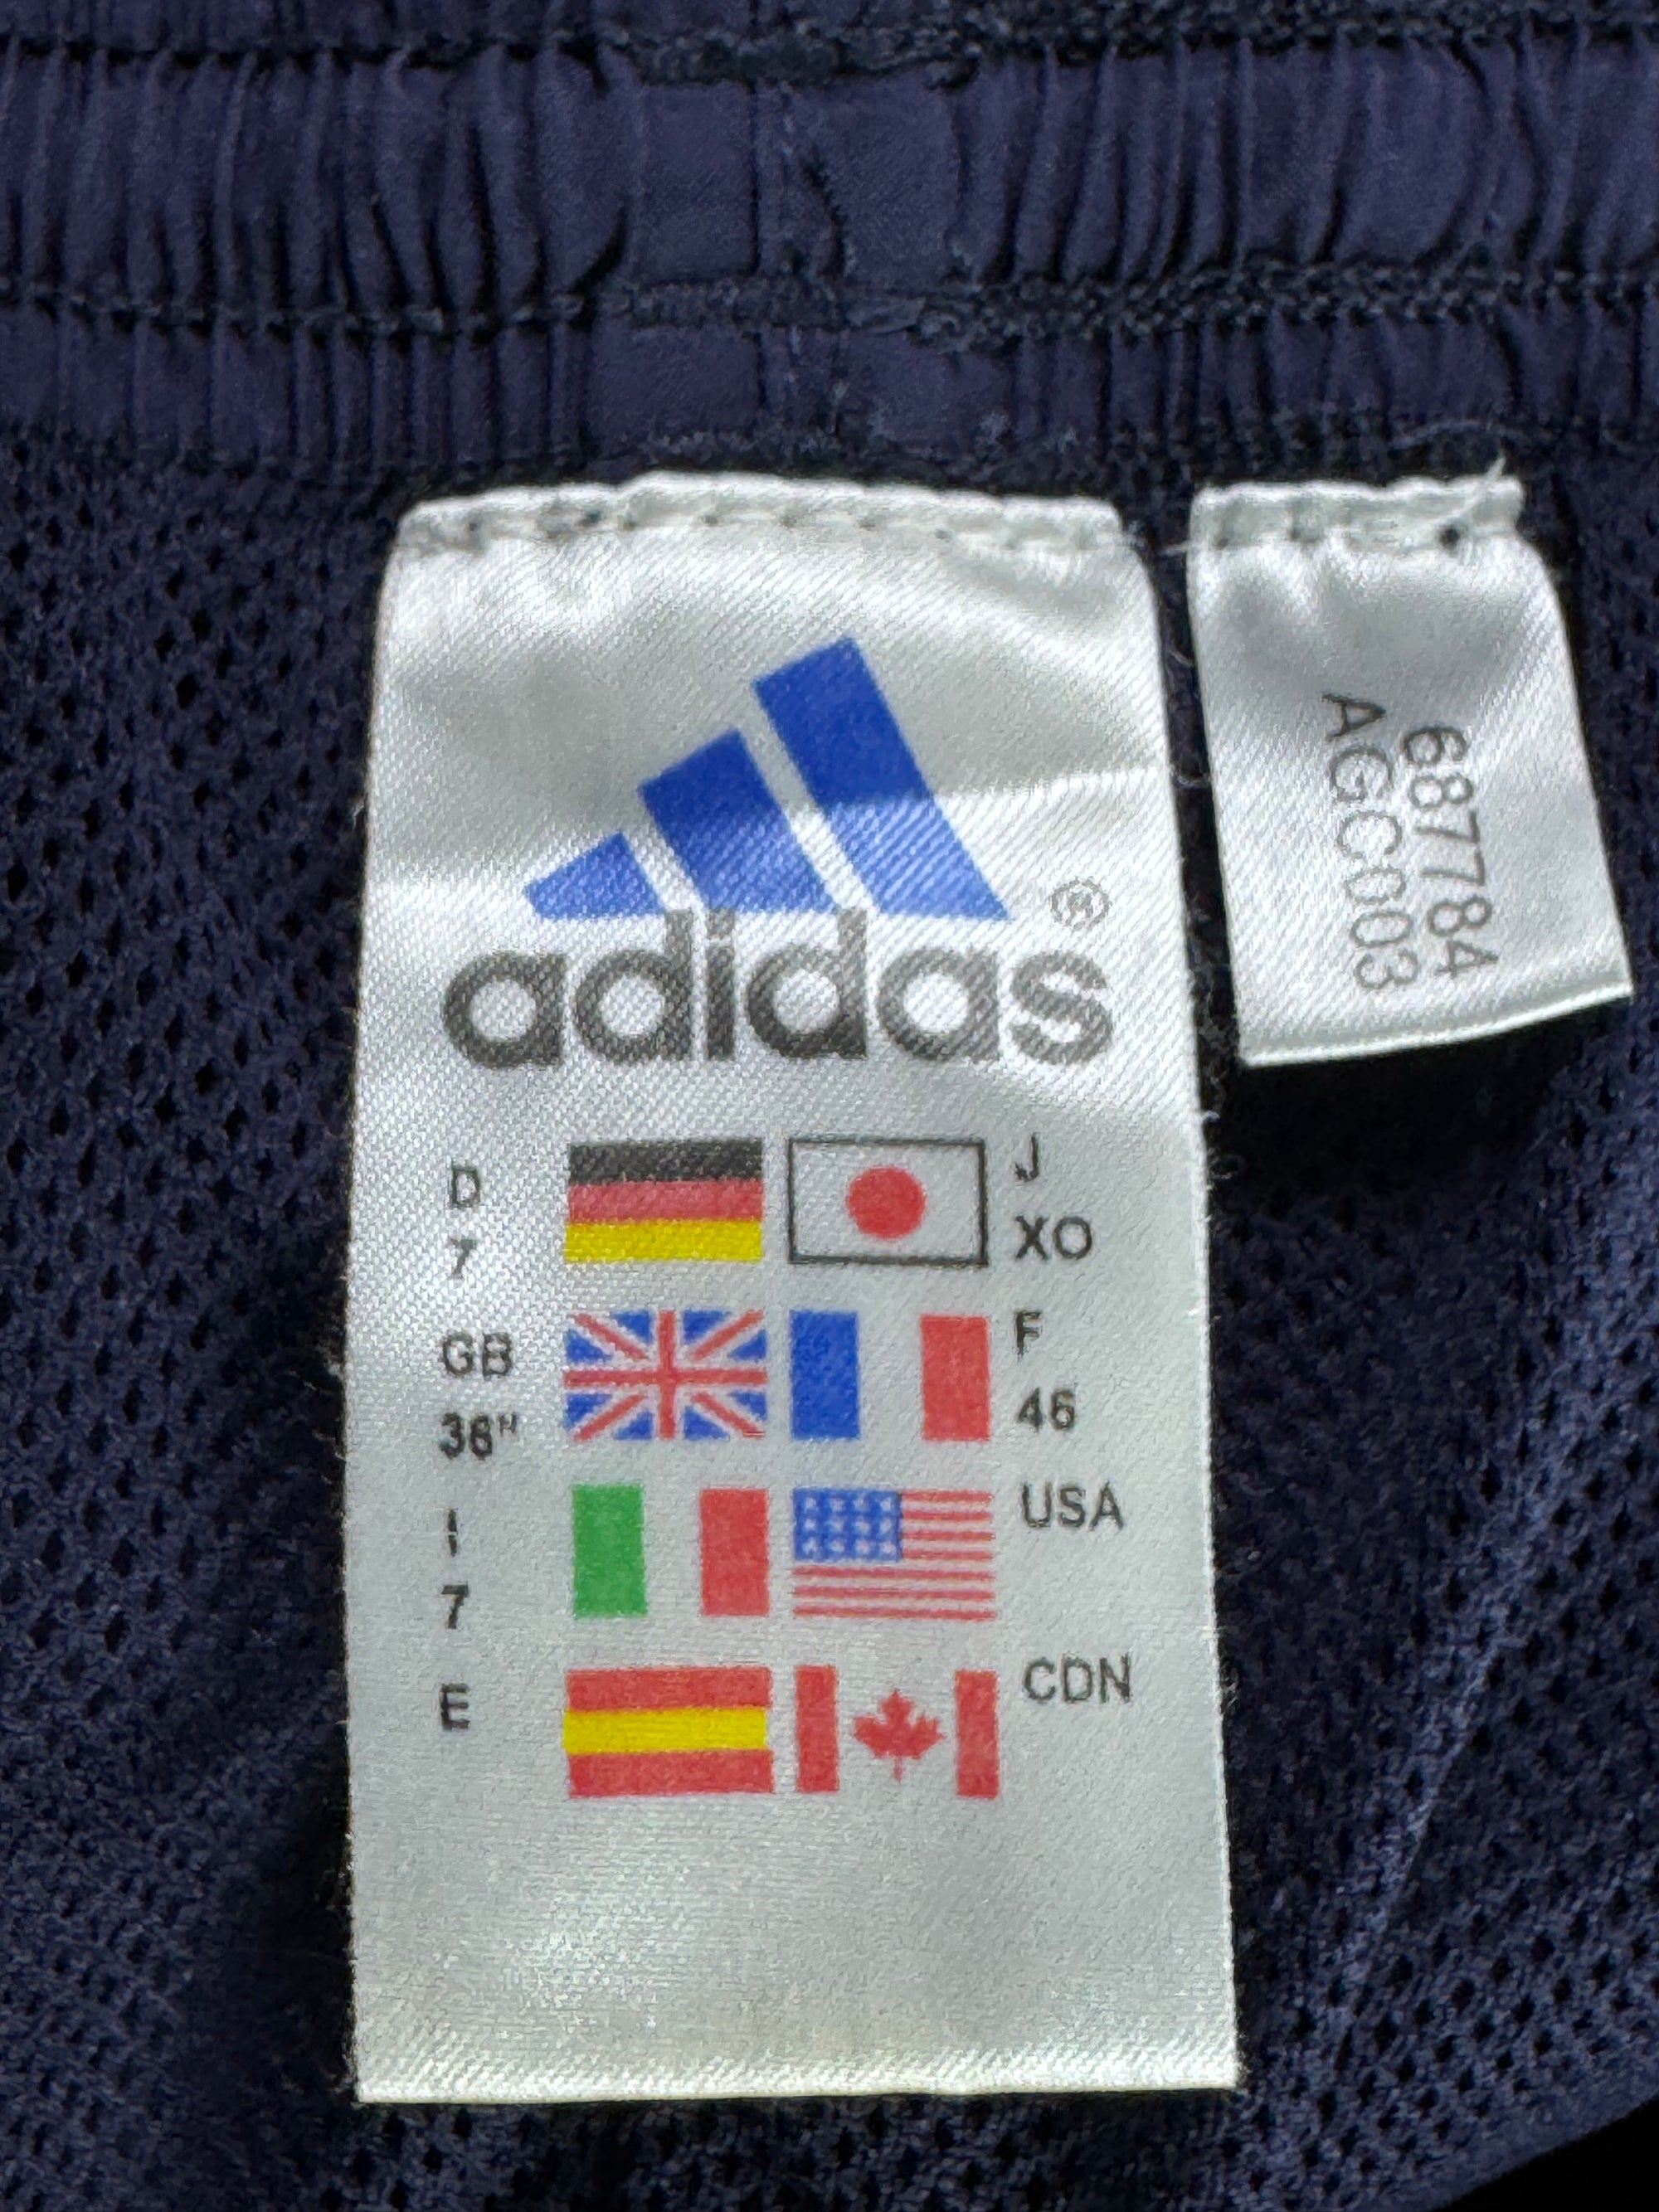 adidas®
D
7
J
XO
GB
36"
F
46
I
7
USA
E
CDN
687784
AGC003